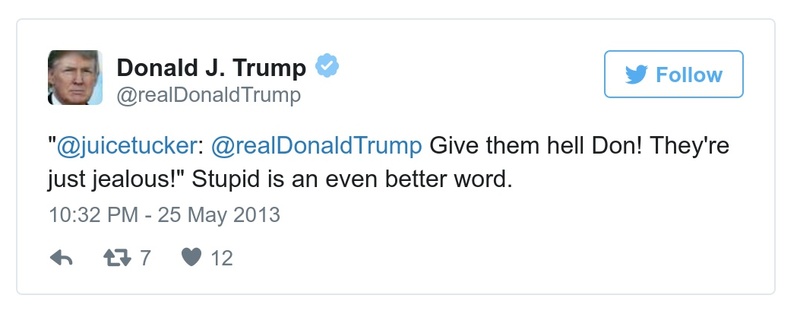 Donald J. Trump
@realDonaldTrump
Follow
"@juicetucker: @realDonaldTrump Give them hell Don! They're
just jealous!" Stupid is an even better word.
10:32 PM - 25 May 2013
7 12